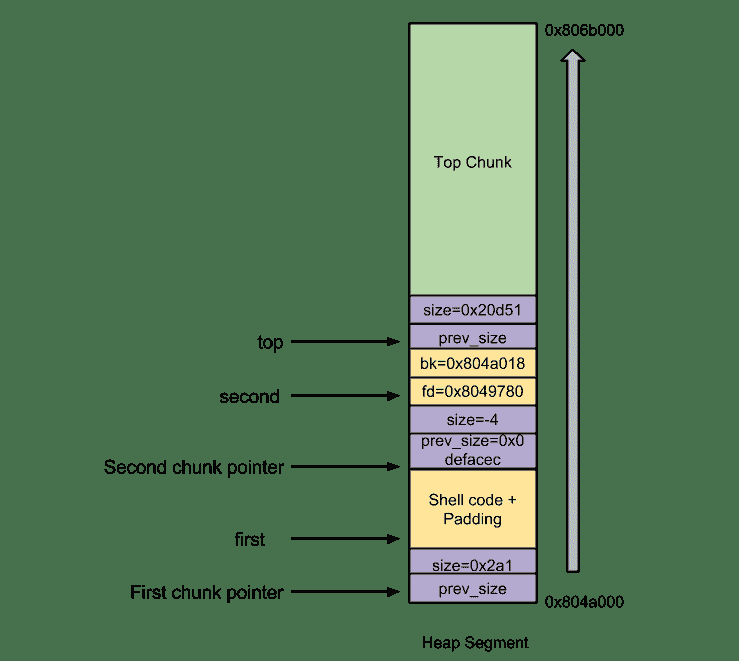 0x806b000
Top Chunk
size=0x20d51
top
prev_size
bk=0x804a018
second
fd=0x8049780
size=-4
prev_size=0x0
defacec
Second chunk pointer
Shell code +
Padding
first
size=0x2a1
First chunk pointer
prev_size
0x804a000
Heap Segment